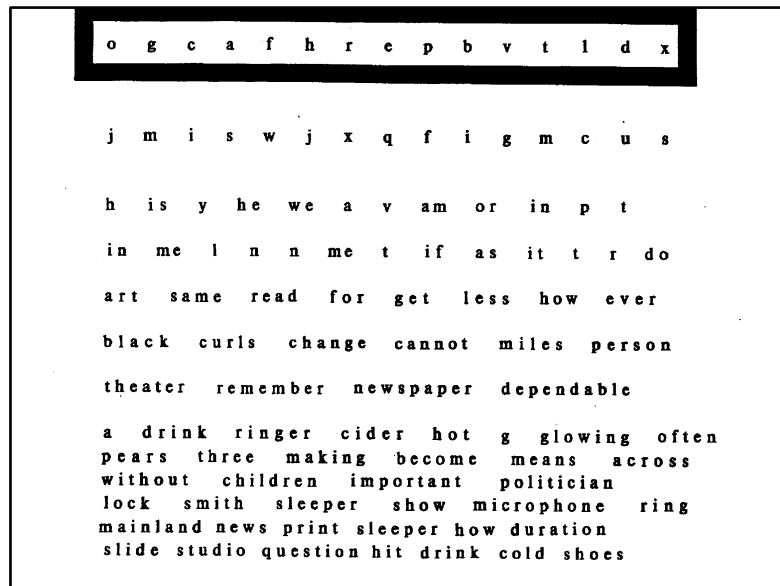 o g c a f h r e p b v t l d x
j m i s w j x q f i g m c u s
h is y he we a v am or in p t
in me l n n me t if as it t r do
art same read for get less how ever
black curls change cannot miles person
theater remember newspaper dependable
a drink ringer cider hot g glowing often
pears three making become means across
without children important politician
lock smith sleeper show microphone ring
mainland news print sleeper how duration
slide studio question hit drink cold shoes